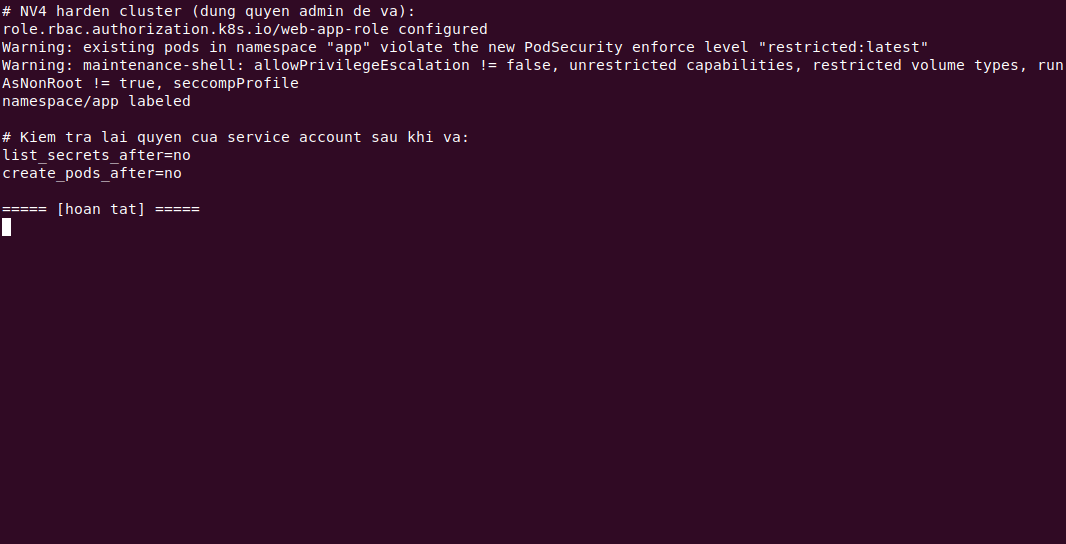 # NV4 harden cluster (dung quyen admin de va):
role.rbac.authorization.k8s.io/web-app-role configured
Warning: existing pods in namespace "app" violate the new PodSecurity enforce level "restricted:latest"
Warning: maintenance-shell: allowPrivilegeEscalation != false, unrestricted capabilities, restricted volume types, run
AsNonRoot != true, seccompProfile
namespace/app labeled
# Kiem tra lai quyen cua service account sau khi va:
list_secrets_after=no
create_pods_after=no
===== [hoan tat] =====